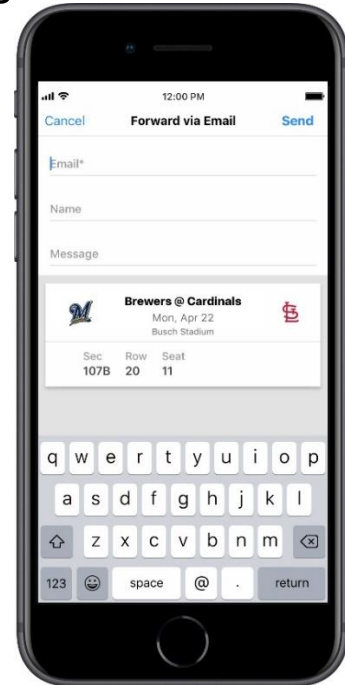 12:00 PM
Cancel Forward via Email Send
Email*
Name
Message
Brewers @ Cardinals
Mon, Apr 22
Busch Stadium
Sec Row Seat
107B 20 11
q w e r t y u i o p
a s d f g h j k l
z x c v b n m
123 space @ . return